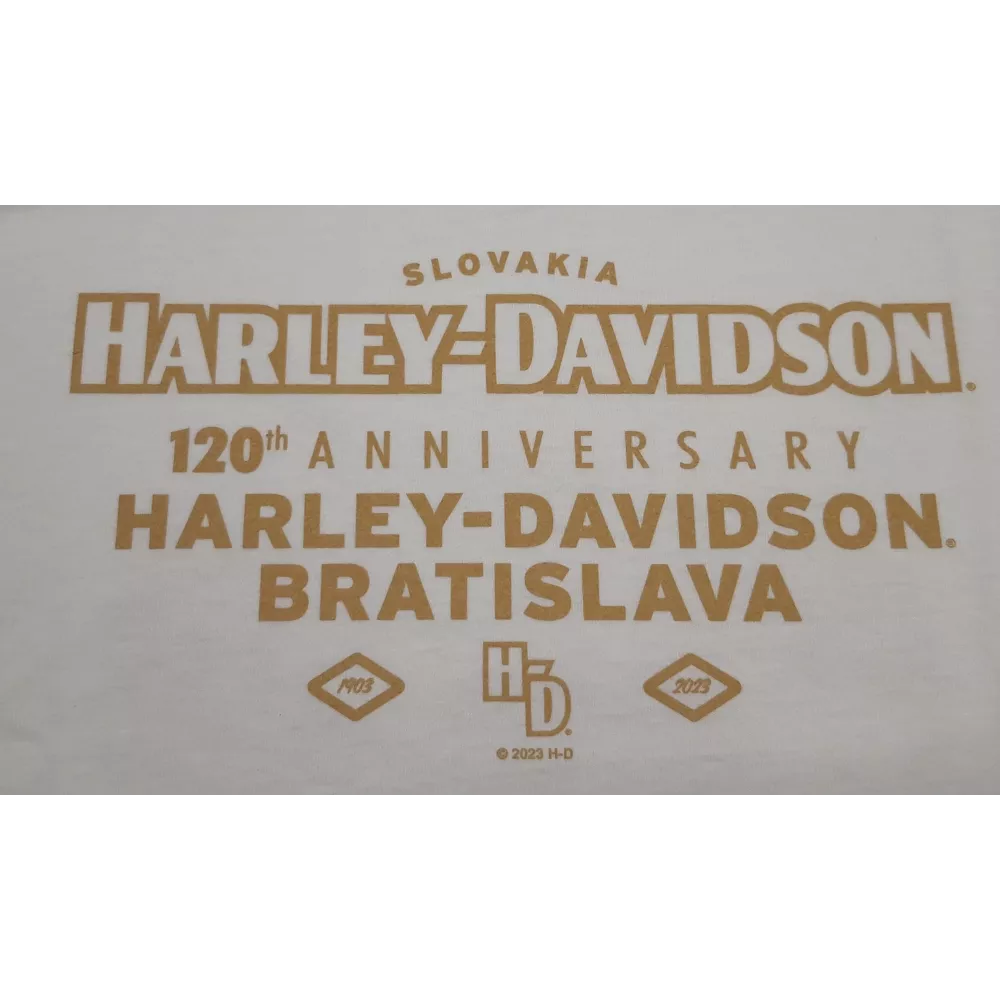 SLOVAKIA
HARLEY-DAVIDSON®
120th ANNIVERSARY
HARLEY-DAVIDSON®
BRATISLAVA
1903 H-D® 2023
© 2023 H-D